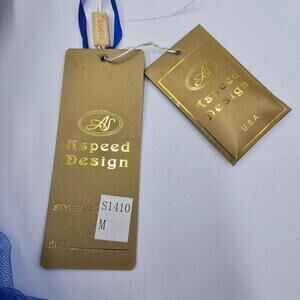 AS
Aspeed
Design
STYLE NO. S1410
M
SIZE
AS
Aspeed
Design
U.S.A.